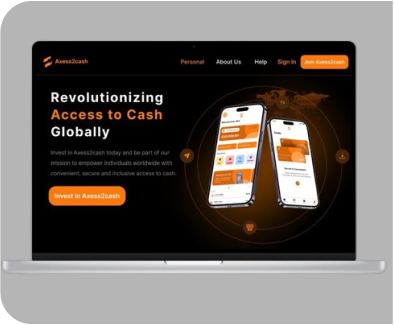 Axess2cash
Personal
About Us
Help
Sign in
Join Axess2cash
Revolutionizing
Access to Cash
Globally
Invest in Axess2cash today and be part of our
mission to empower individuals worldwide with
convenient, secure and inclusive access to cash.
Invest in Axess2cash